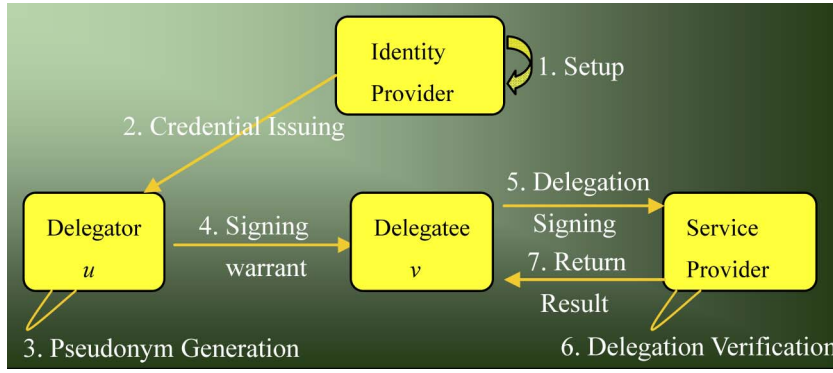 Identity
Provider
1. Setup
2. Credential Issuing
Delegator
u
4. Signing
warrant
Delegatee
v
5. Delegation
Signing
7. Return
Result
Service
Provider
3. Pseudonym Generation
6. Delegation Verification